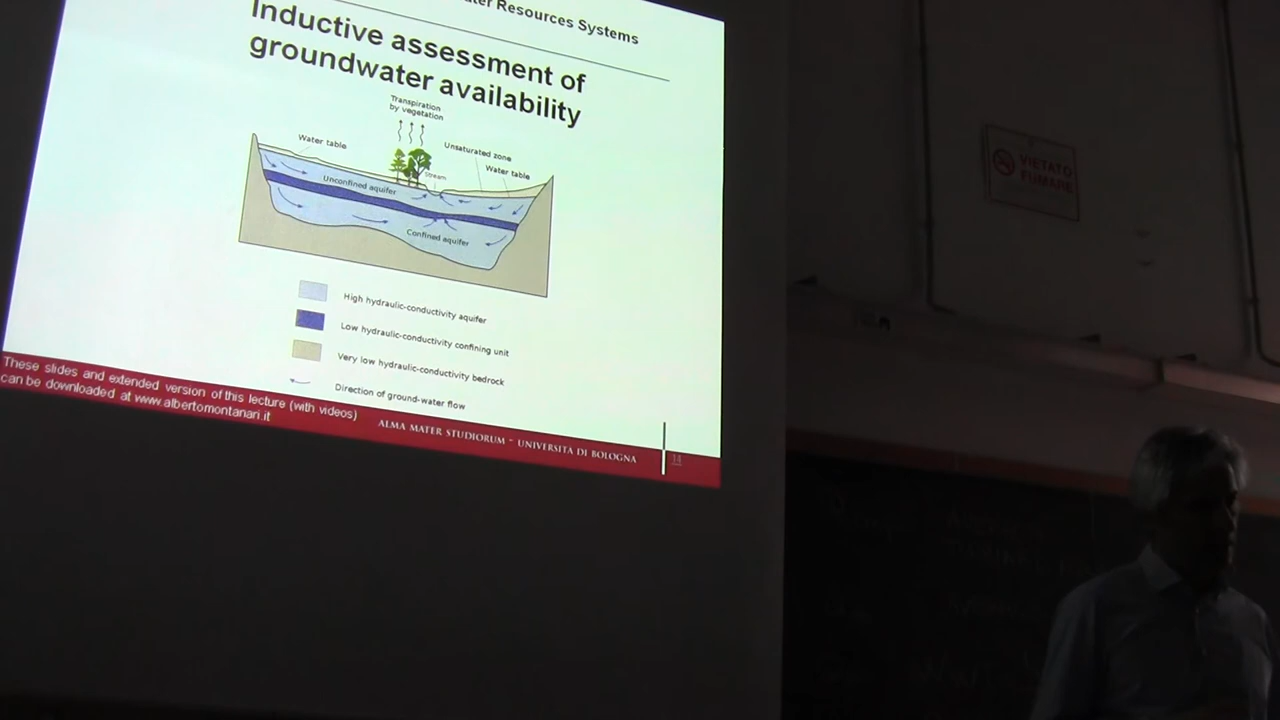 Resources Systems
Inductive assessment of
groundwater availability
Transpiration
by vegetation
Water table
Unsaturated zone
Water table
Stream
Unconfined aquifer
Confined aquifer
High hydraulic-conductivity aquifer
Low hydraulic-conductivity confining unit
Very low hydraulic-conductivity bedrock
Direction of ground-water flow
These slides and extended version of this lecture (with videos)
can be downloaded at www.albertomontanari.it
ALMA MATER STUDIORUM - UNIVERSITÀ DI BOLOGNA
14
VIETATO
FUMARE